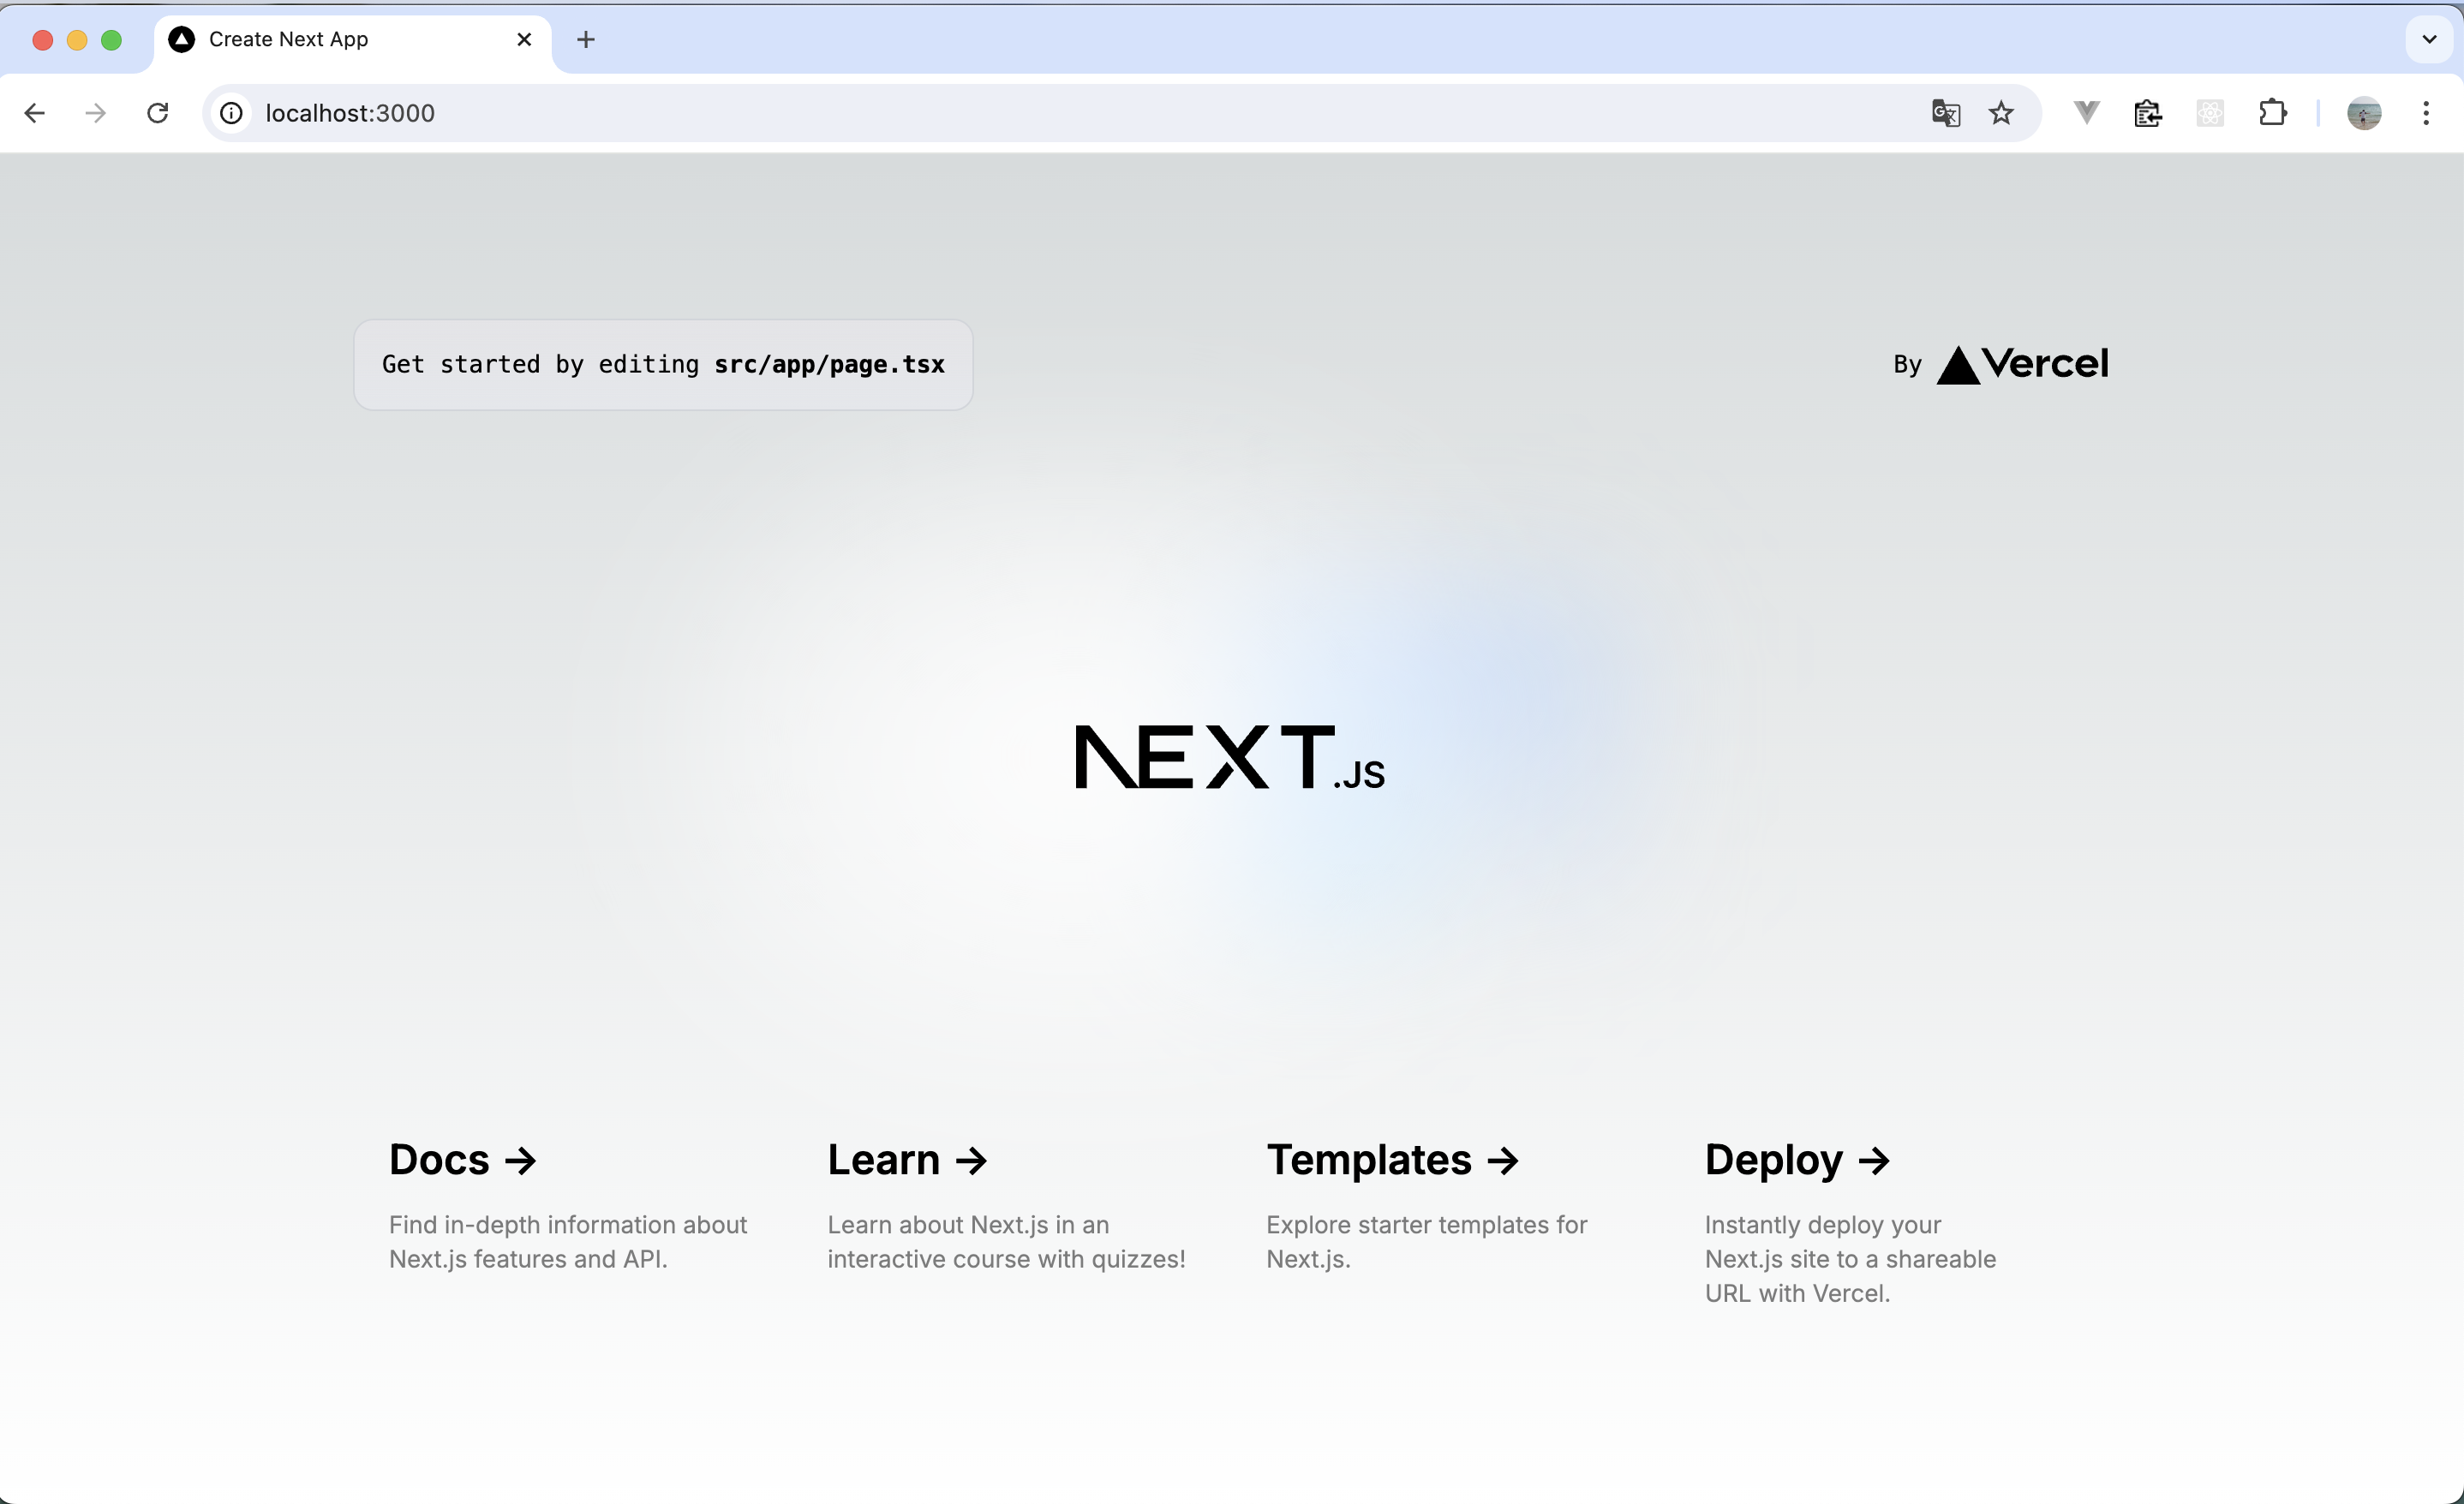 Create Next App
localhost:3000
Get started by editing src/app/page.tsx
By Vercel
NEXT.JS
Docs →
Find in-depth information about
Next.js features and API.
Learn →
Learn about Next.js in an
interactive course with quizzes!
Templates →
Explore starter templates for
Next.js.
Deploy →
Instantly deploy your
Next.js site to a shareable
URL with Vercel.